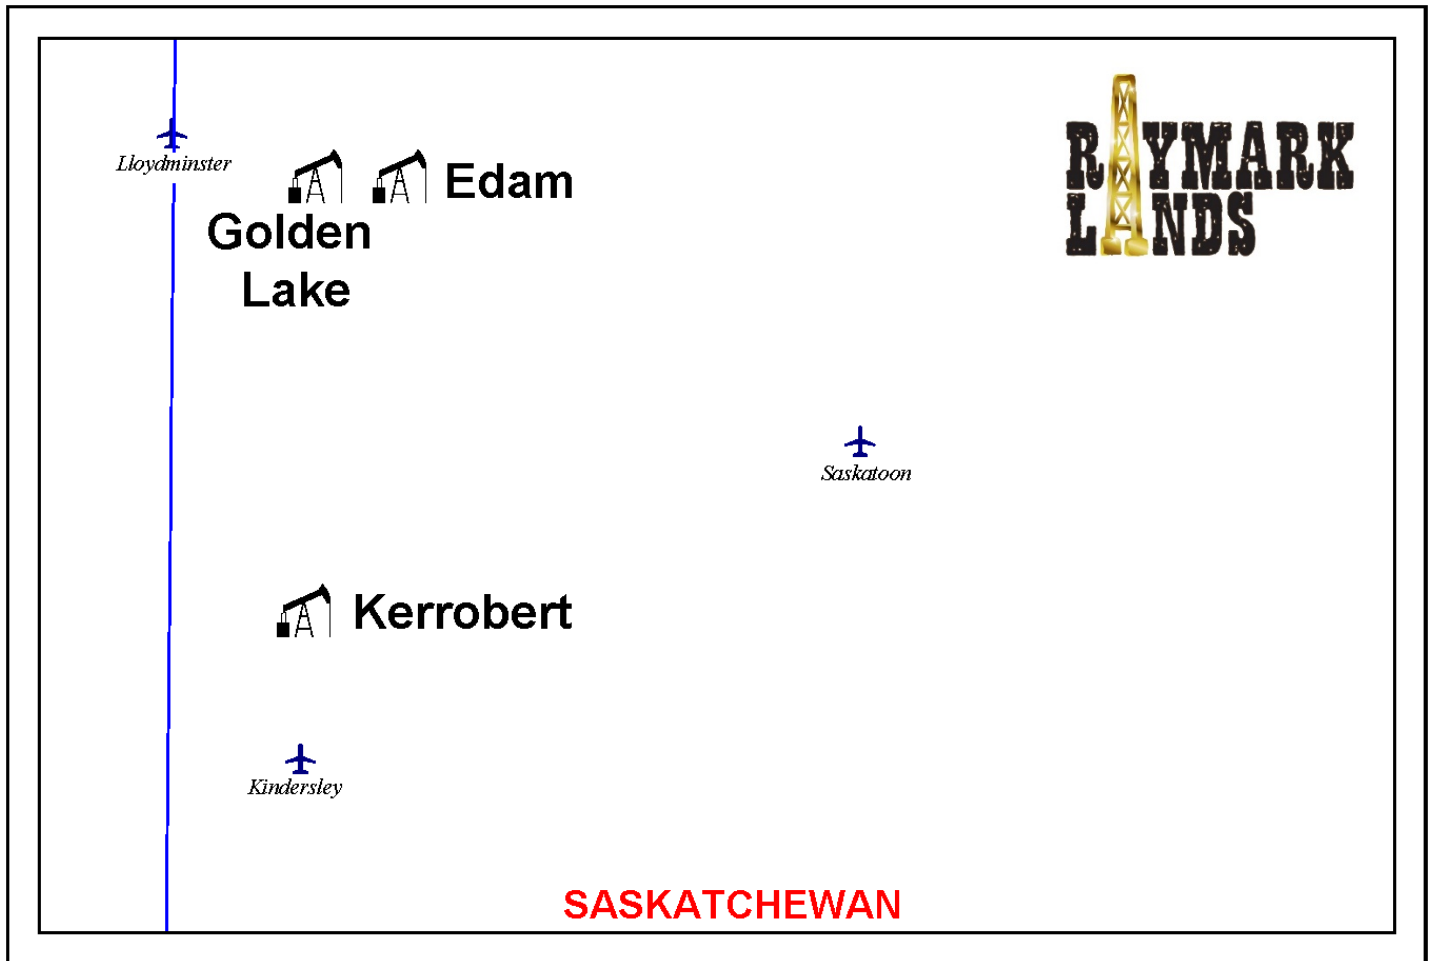 RAYMARK
LANDS
Lloydminster
Edam
Golden
Lake
Saskatoon
Kerrobert
Kindersley
SASKATCHEWAN